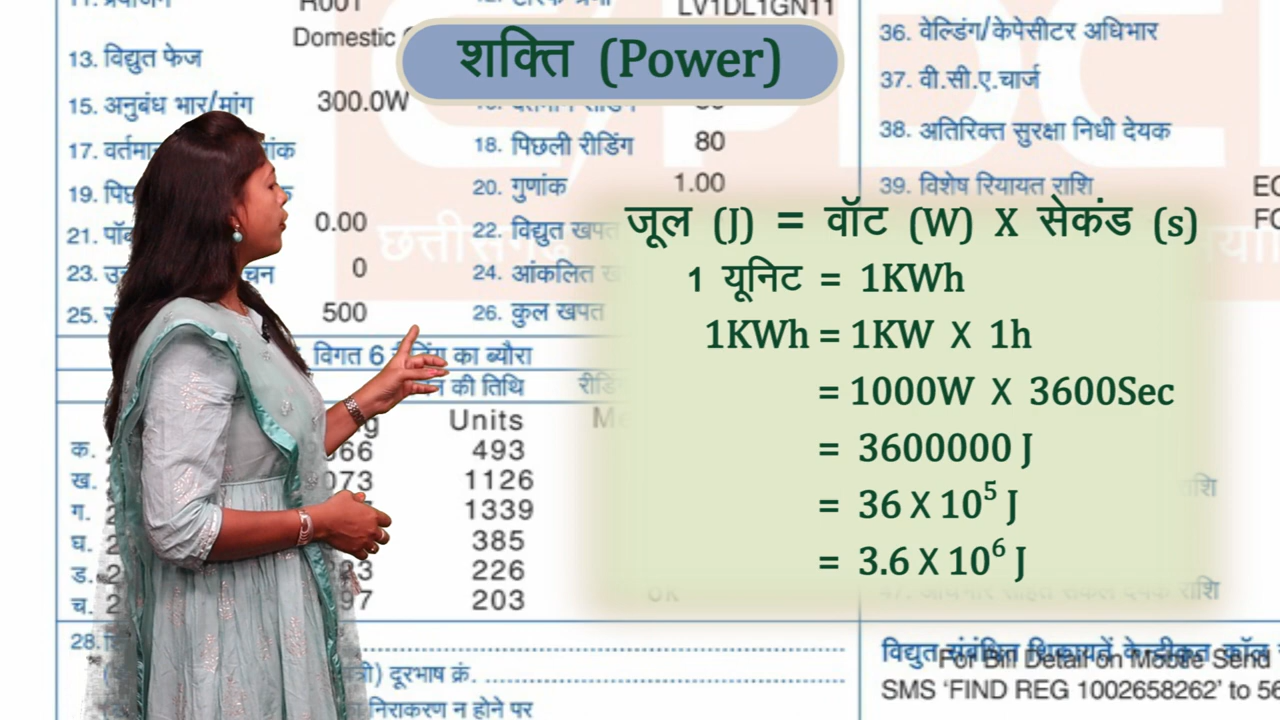 शक्ति (Power)
R001
LV1DL1GN11
Domestic
13. विद्युत फेज
15. अनुबंध भार/मांग 300.0W
18. पिछली रीडिंग 80
20. गुणांक 1.00
0.00
22. विद्युत खपत
23.
0
24. आंकलित
25.
500
26. कुल खपत
विगत 6 का ब्यौरा
की तिथि
Units
क. 493
ख. 1126
ग. 1339
घ. 385
ड. 226
च. 203
28.
दूरभाष क्रं.
निराकरण न होने पर
36. वेल्डिंग/केपेसीटर अधिभार
37. वी.सी.ए.चार्ज
38. अतिरिक्त सुरक्षा निधी देयक
39. विशेष रियायत राशि
जूल (J) = वॉट (W) X सेकंड (s)
1 यूनिट = 1KWh
1KWh = 1KW X 1h
= 1000W X 3600Sec
= 3600000 J
= 36 X 10⁵ J
= 3.6 X 10⁶ J
विद्युत संबंधित शिकायतें केन्द्रीकृत कॉल
For Bill Detail on Mobile Send
SMS ‘FIND REG 1002658262’ to